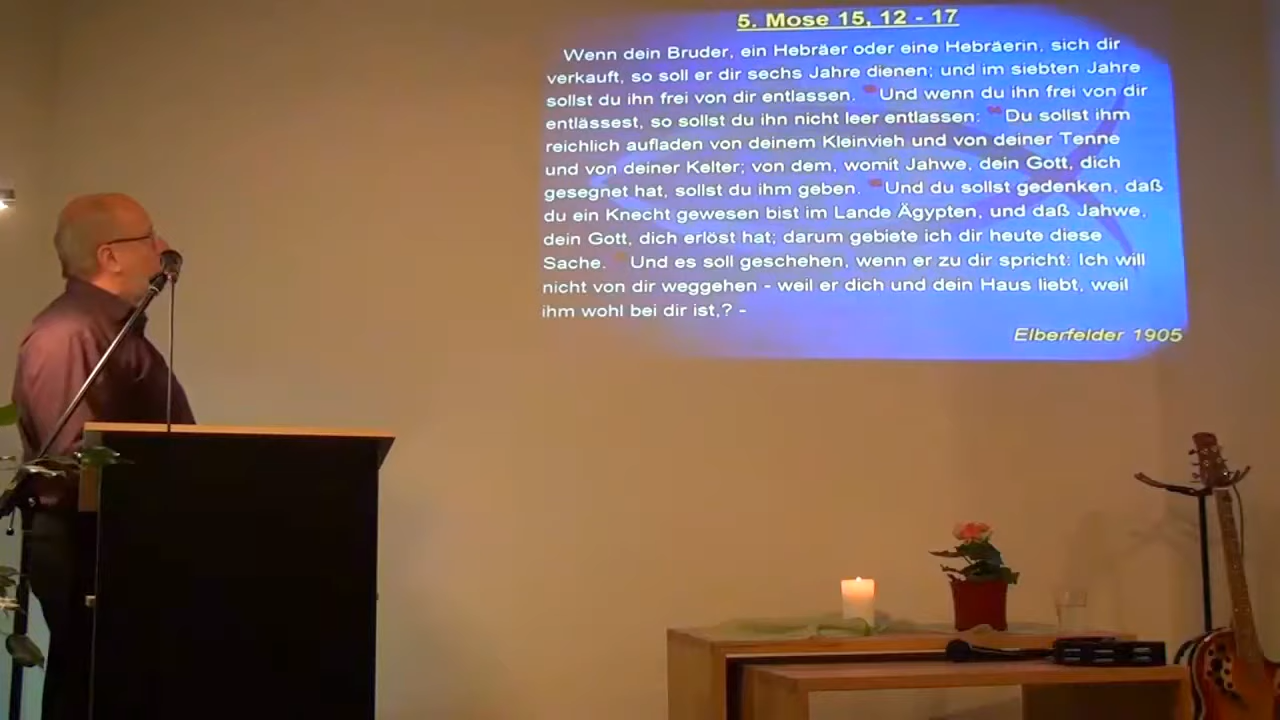 5. Mose 15, 12 - 17
Wenn dein Bruder, ein Hebräer oder eine Hebräerin, sich dir
verkauft, so soll er dir sechs Jahre dienen; und im siebten Jahre
sollst du ihn frei von dir entlassen. Und wenn du ihn frei von dir
entlässest, so sollst du ihn nicht leer entlassen: Du sollst ihm
reichlich aufladen von deinem Kleinvieh und von deiner Tenne
und von deiner Kelter; von dem, womit Jahwe, dein Gott, dich
gesegnet hat, sollst du ihm geben. Und du sollst gedenken, daß
du ein Knecht gewesen bist im Lande Ägypten, und daß Jahwe,
dein Gott, dich erlöst hat; darum gebiete ich dir heute diese
Sache. Und es soll geschehen, wenn er zu dir spricht: Ich will
nicht von dir weggehen - weil er dich und dein Haus liebt, weil
ihm wohl bei dir ist,? -
Elberfelder 1905